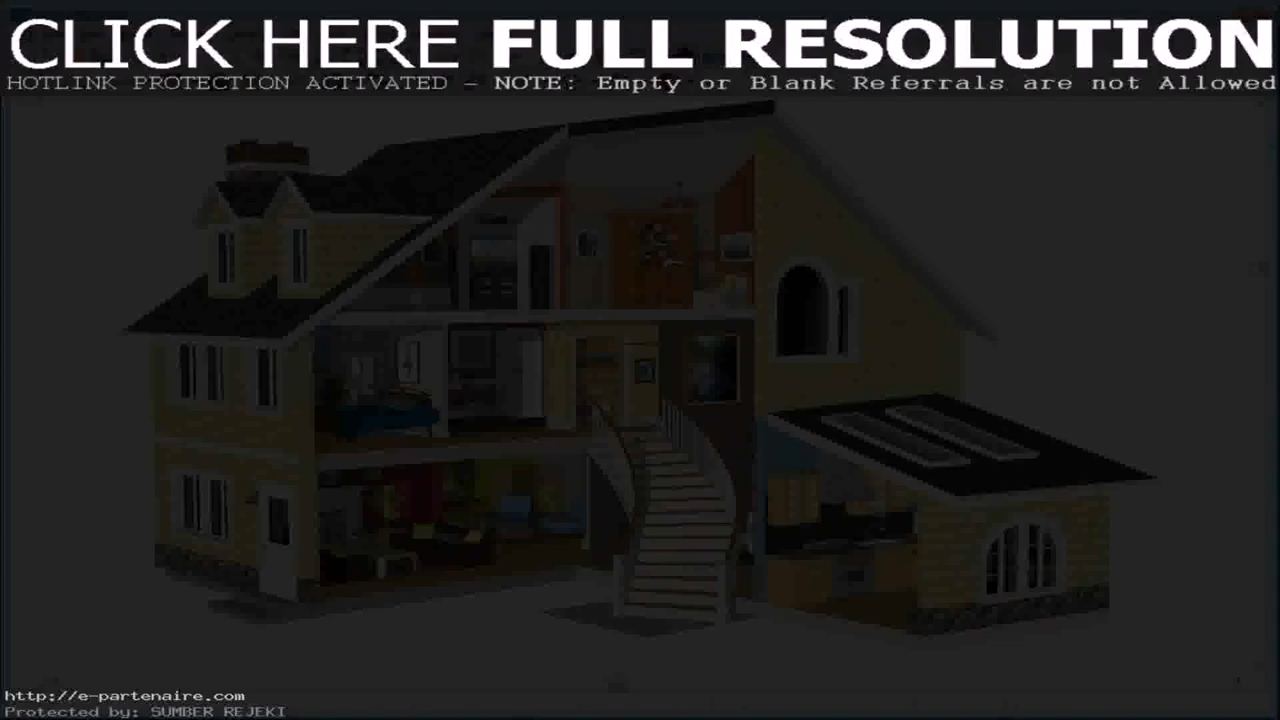 CLICK HERE FULL RESOLUTION
HOTLINK PROTECTION ACTIVATED – NOTE: Empty or Blank Referrals are not Allowed
http://e-partenaire.com
Protected by: SUMBER REJEKI